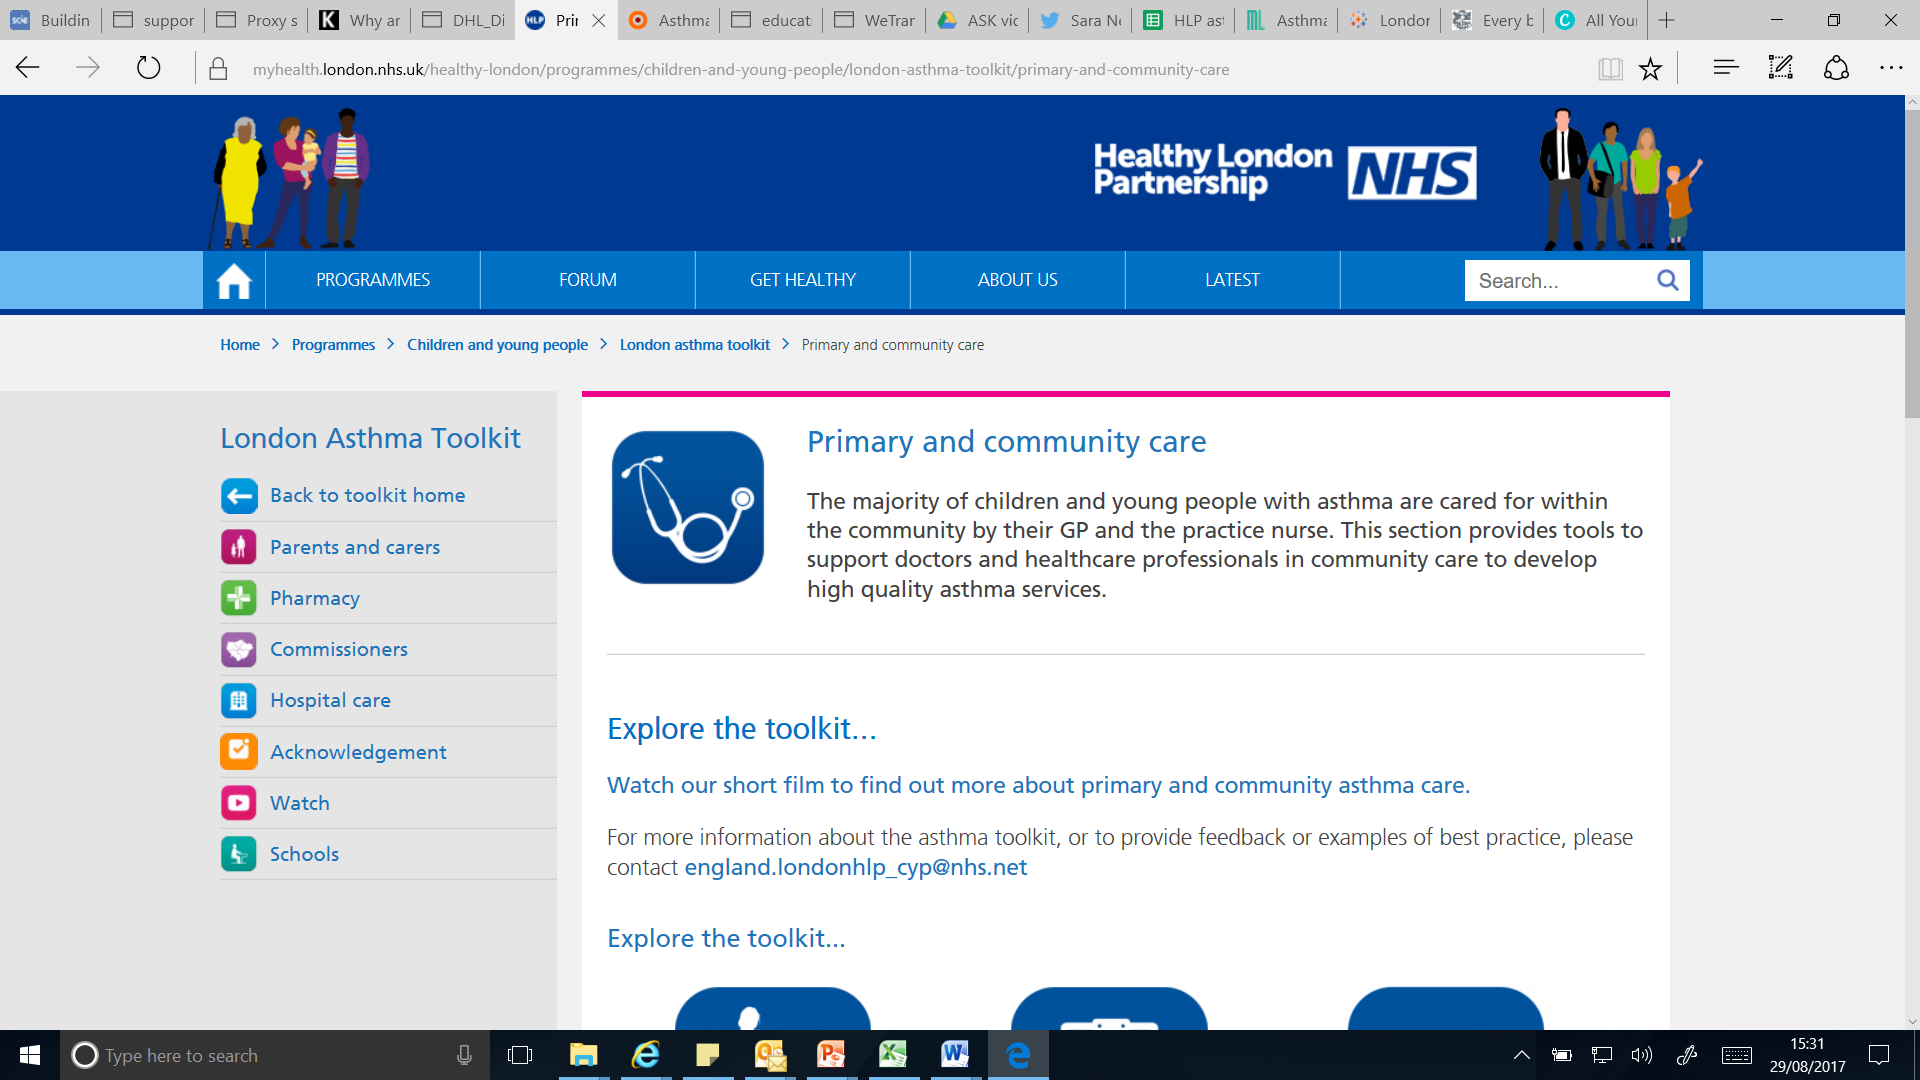 Buildin
suppor
Proxy s
Why ar
DHL_Di
HLP
Pri
Asthma
educat
WeTrar
ASK vic
Sara Ne
HLP ast
Asthma
London
Every b
All You
myhealth.london.nhs.uk/healthy-london/programmes/children-and-young-people/london-asthma-toolkit/primary-and-community-care
Healthy London
Partnership
NHS
PROGRAMMES
FORUM
GET HEALTHY
ABOUT US
LATEST
Search...
Home > Programmes > Children and young people > London asthma toolkit > Primary and community care
London Asthma Toolkit
Back to toolkit home
Parents and carers
Pharmacy
Commissioners
Hospital care
Acknowledgement
Watch
Schools
Primary and community care
The majority of children and young people with asthma are cared for within
the community by their GP and the practice nurse. This section provides tools to
support doctors and healthcare professionals in community care to develop
high quality asthma services.
Explore the toolkit...
Watch our short film to find out more about primary and community asthma care.
For more information about the asthma toolkit, or to provide feedback or examples of best practice, please
contact england.londonhlp_cyp@nhs.net
Explore the toolkit...
Type here to search
15:31
29/08/2017